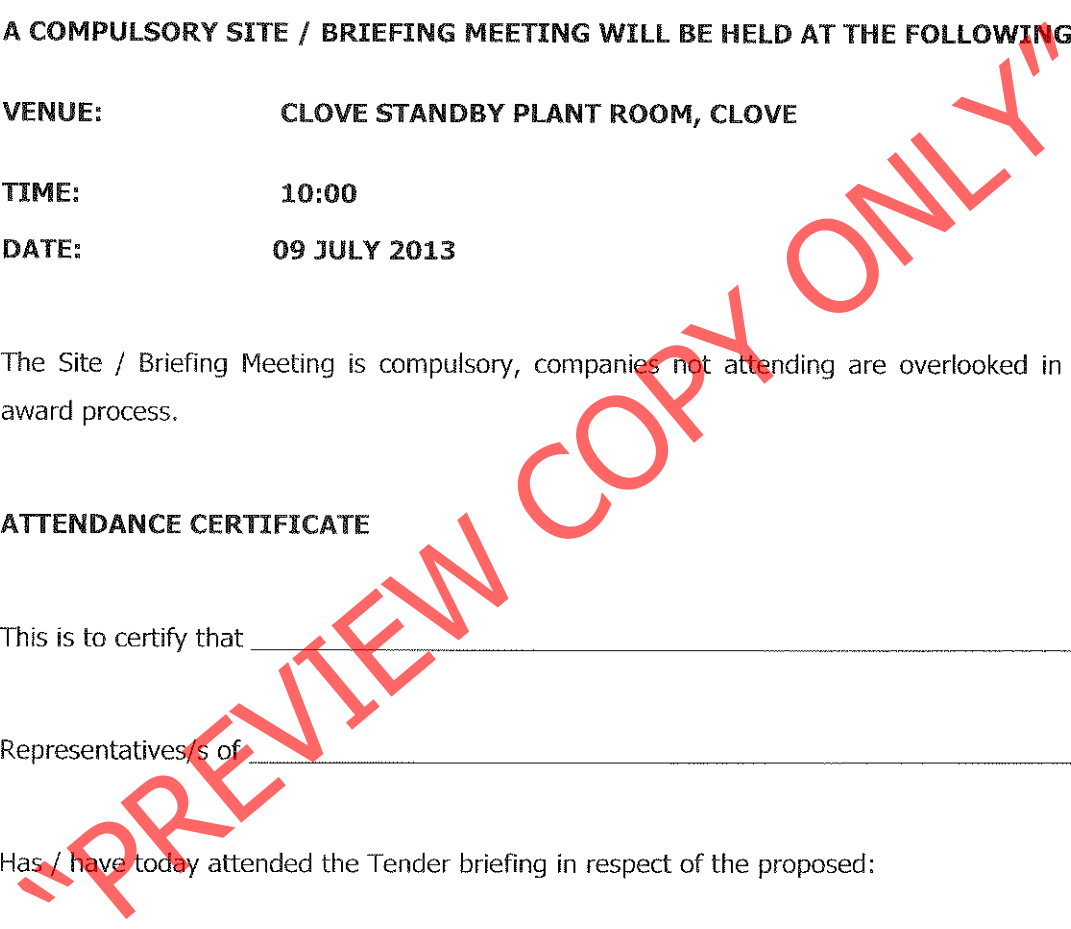 A COMPULSORY SITE / BRIEFING MEETING WILL BE HELD AT THE FOLLOWING
VENUE: CLOVE STANDBY PLANT ROOM, CLOVE
TIME: 10:00
DATE: 09 JULY 2013
The Site / Briefing Meeting is compulsory, companies not attending are overlooked in
award process.
ATTENDANCE CERTIFICATE
This is to certify that
Representatives/s of
Has / have today attended the Tender briefing in respect of the proposed:
"PREVIEW COPY ONLY"